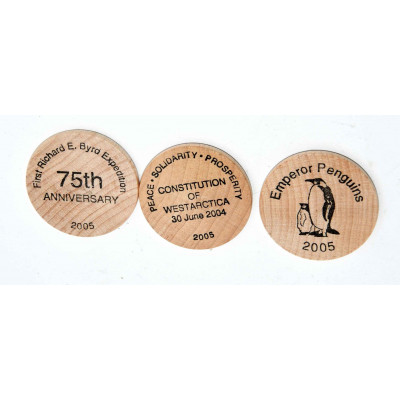 First Richard E. Byrd Expedition
75th
ANNIVERSARY
2005
PEACE • SOLIDARITY • PROSPERITY
CONSTITUTION
OF
WESTARCTICA
30 June 2004
2005
Emperor Penguins
2005